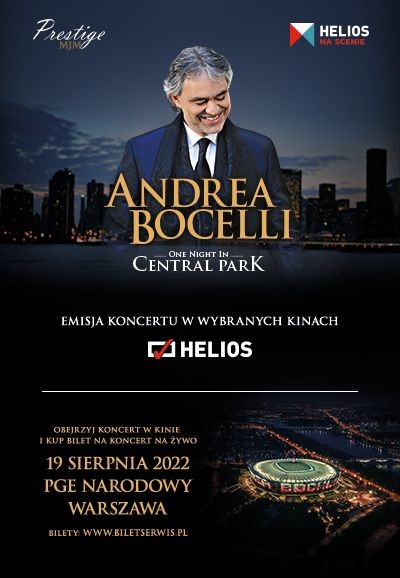 Prestige
MJM
HELIOS
NA SCENIE
ANDREA
BOCELLI
ONE NIGHT IN
CENTRAL PARK
EMISJA KONCERTU W WYBRANYCH KINACH
HELIOS
OBEJRZYJ KONCERT W KINIE
I KUP BILET NA KONCERT NA ŻYWO
19 SIERPNIA 2022
PGE NARODOWY
WARSZAWA
BILETY: WWW.BILETSERWIS.PL